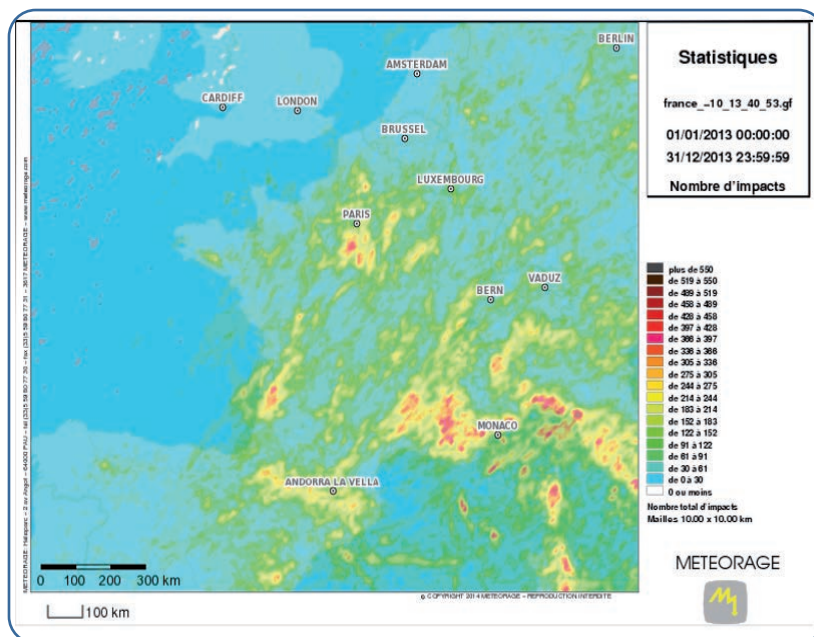 BERLIN
AMSTERDAM
CARDIFF
LONDON
BRUSSEL
LUXEMBOURG
PARIS
VADUZ
BERN
MONACO
ANDORRA LA VELLA
0 100 200 300 km
100 km
© COPYRIGHT 2014 METEORAGE - REPRODUCTION INTERDITE
Statistiques
france_-10_13_40_53.gf
01/01/2013 00:00:00
31/12/2013 23:59:59
Nombre d'impacts
plus de 550
de 519 à 550
de 489 à 519
de 458 à 489
de 428 à 458
de 397 à 428
de 366 à 397
de 336 à 366
de 305 à 336
de 275 à 305
de 244 à 275
de 214 à 244
de 183 à 214
de 152 à 183
de 122 à 152
de 91 à 122
de 61 à 91
de 30 à 61
de 0 à 30
0 ou moins
Nombre total d'impacts
Mailles 10.00 x 10.00 km
METEORAGE